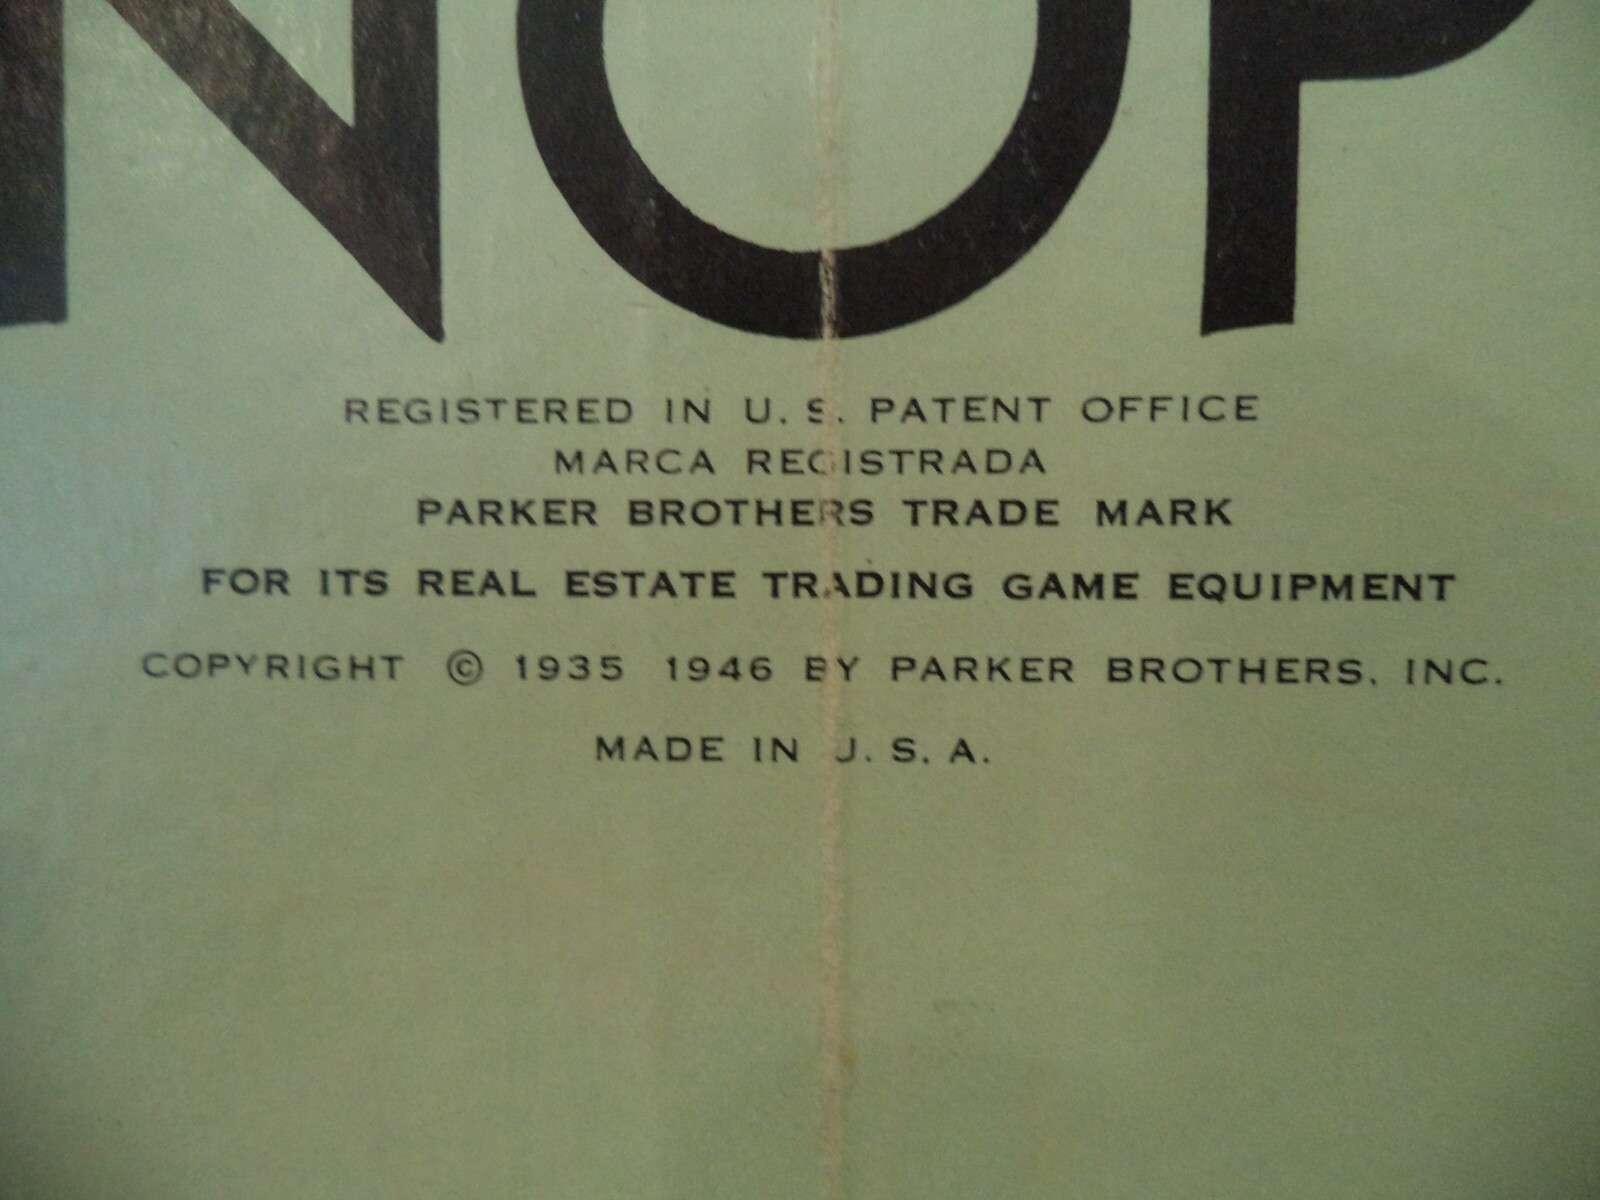 NOP
REGISTERED IN U. S. PATENT OFFICE
MARCA REGISTRADA
PARKER BROTHERS TRADE MARK
FOR ITS REAL ESTATE TRADING GAME EQUIPMENT
COPYRIGHT © 1935 1946 BY PARKER BROTHERS, INC.
MADE IN U. S. A.